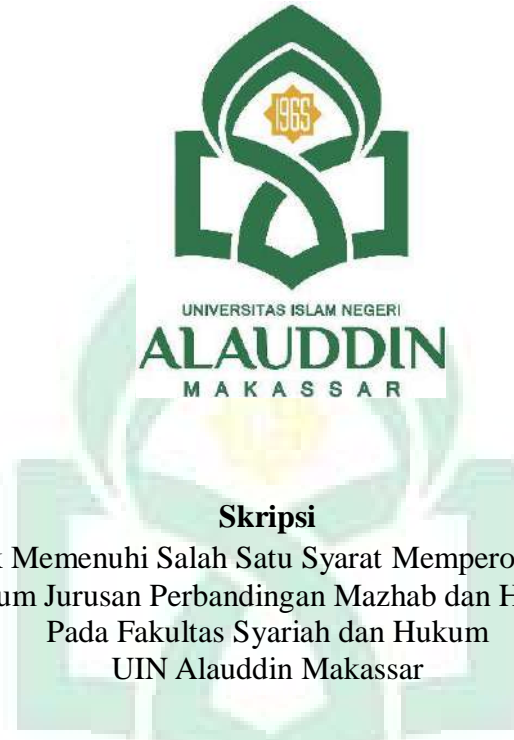 1965
UNIVERSITAS ISLAM NEGERI
ALAUDDIN
MAKASSAR
Skripsi
Memenuhi Salah Satu Syarat
Jurusan Perbandingan Mazhab dan
Pada Fakultas Syariah dan Hukum
UIN Alauddin Makassar